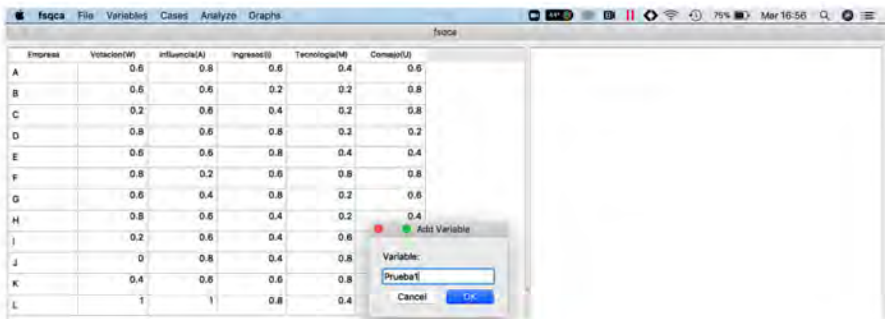 fsqca File Variables Cases Analyze Graphs 75% Mar 16:56
fsqca
Empresa Votacion(W) Influencia(A) Ingresos(I) Tecnologia(M) Consejo(U)
A 0.6 0.8 0.6 0.4 0.6
B 0.6 0.6 0.2 0.2 0.8
C 0.2 0.6 0.4 0.2 0.8
D 0.8 0.6 0.8 0.2 0.2
E 0.6 0.6 0.8 0.4 0.4
F 0.8 0.2 0.6 0.8 0.8
G 0.6 0.4 0.8 0.2 0.6
H 0.8 0.6 0.4 0.2 0.4
I 0.2 0.6 0.4 0.6
J 0 0.8 0.4 0.8
K 0.4 0.6 0.6 0.8
L 1 1 0.8 0.4
Add Variable
Variable:
Prueba1
Cancel OK